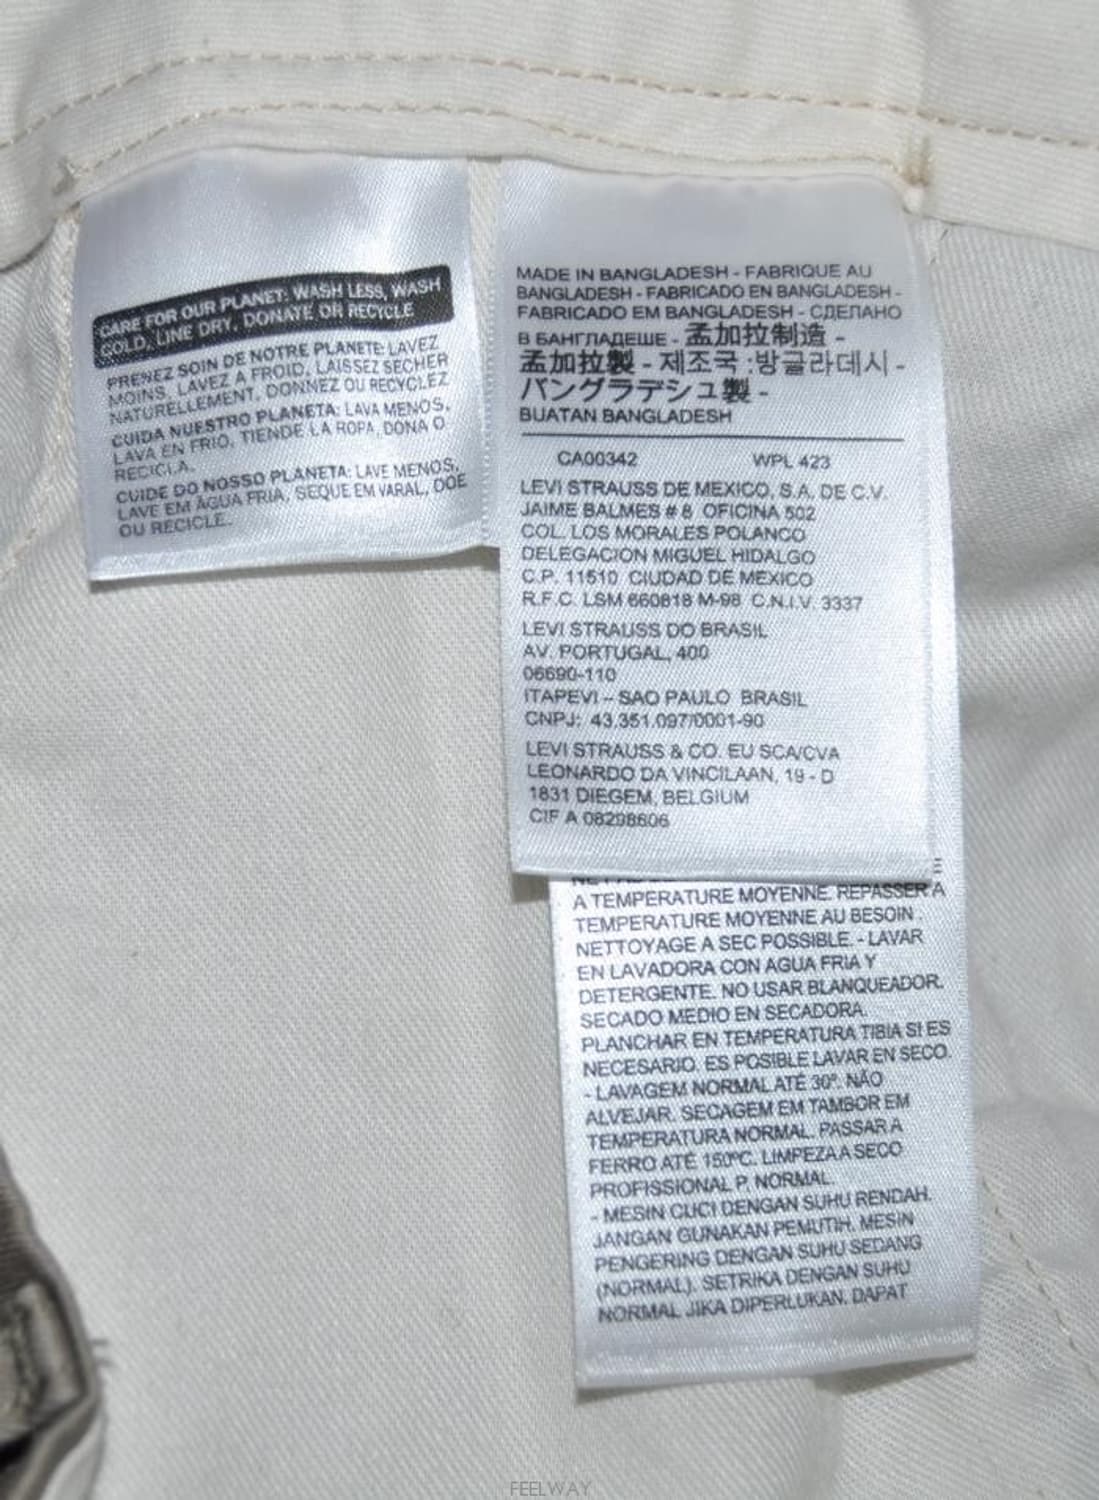 CARE FOR OUR PLANET: WASH LESS, WASH
COLD, LINE DRY, DONATE OR RECYCLE
PRENEZ SOIN DE NOTRE PLANETE: LAVEZ
MOINS, LAVEZ A FROID, LAISSEZ SECHER
NATURELLEMENT, DONNEZ OU RECYCLEZ
CUIDA NUESTRO PLANETA: LAVA MENOS,
LAVA EN FRIO, TIENDE LA ROPA, DONA O
RECICLA.
CUIDE DO NOSSO PLANETA: LAVE MENOS,
LAVE EM ÁGUA FRIA, SEQUE EM VARAL, DOE
OU RECICLE.
MADE IN BANGLADESH - FABRIQUE AU
BANGLADESH - FABRICADO EN BANGLADESH -
FABRICADO EM BANGLADESH - СДЕЛАНО
В БАНГЛАДЕШЕ - 孟加拉制造 -
孟加拉製 - 제조국 :방글라데시 -
バングラデシュ製 -
BUATAN BANGLADESH
CA00342 WPL 423
LEVI STRAUSS DE MEXICO, S.A. DE C.V.
JAIME BALMES # 8 OFICINA 502
COL. LOS MORALES POLANCO
DELEGACION MIGUEL HIDALGO
C.P. 11510 CIUDAD DE MEXICO
R.F.C. LSM 660818 M-98 C.N.I.V. 3337
LEVI STRAUSS DO BRASIL
AV. PORTUGAL, 400
06690-110
ITAPEVI – SAO PAULO BRASIL
CNPJ: 43.351.097/0001-90
LEVI STRAUSS & CO. EU SCA/CVA
LEONARDO DA VINCILAAN, 19 - D
1831 DIEGEM, BELGIUM
CIF A 08298606
A TEMPERATURE MOYENNE. REPASSER A
TEMPERATURE MOYENNE AU BESOIN .
NETTOYAGE A SEC POSSIBLE. - LAVAR
EN LAVADORA CON AGUA FRIA Y
DETERGENTE. NO USAR BLANQUEADOR.
SECADO MEDIO EN SECADORA.
PLANCHAR EN TEMPERATURA TIBIA SI ES
NECESARIO. ES POSIBLE LAVAR EN SECO.
- LAVAGEM NORMAL ATÉ 30º. NÃO
ALVEJAR. SECAGEM EM TAMBOR EM
TEMPERATURA NORMAL. PASSAR A
FERRO ATÉ 150ºC. LIMPEZA A SECO
PROFISSIONAL P, NORMAL.
- MESIN CUCI DENGAN SUHU RENDAH.
JANGAN GUNAKAN PEMUTIH. MESIN
PENGERING DENGAN SUHU SEDANG
(NORMAL). SETRIKA DENGAN SUHU
NORMAL JIKA DIPERLUKAN. DAPAT
FEELWAY